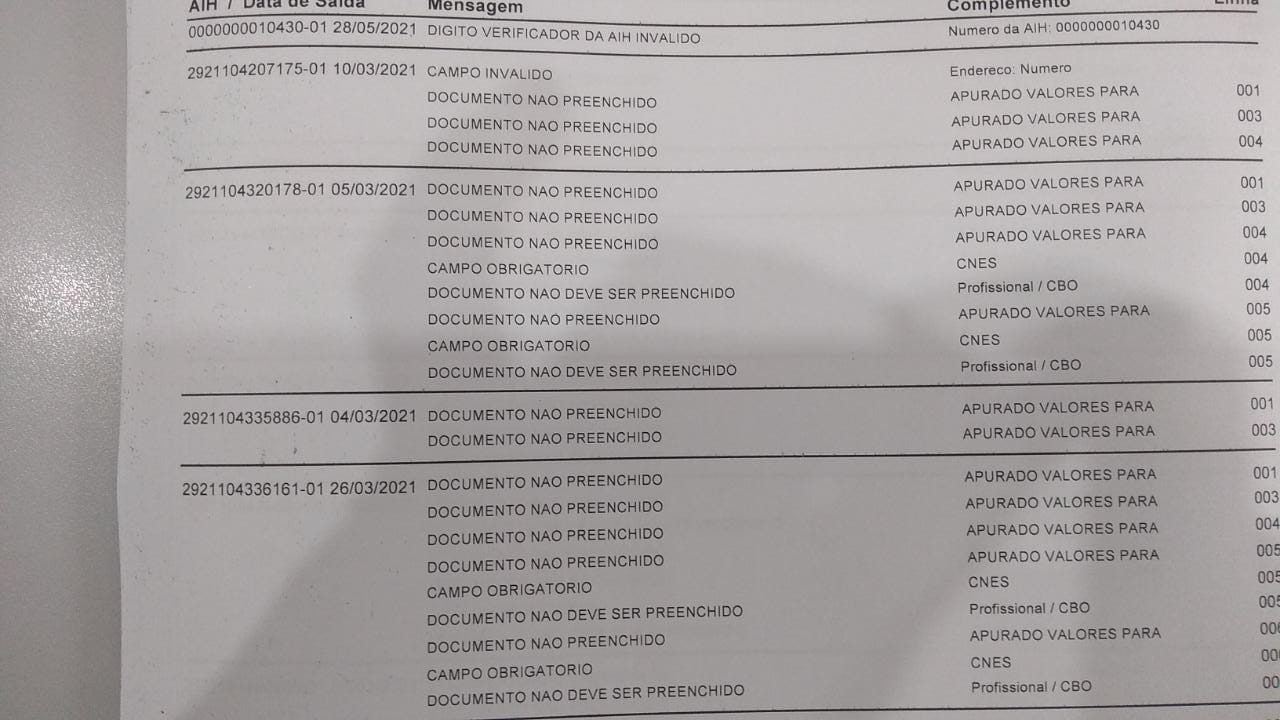 AIH / Data de Saída Mensagem Complemento Linha
0000000010430-01 28/05/2021 DIGITO VERIFICADOR DA AIH INVALIDO Numero da AIH: 0000000010430
2921104207175-01 10/03/2021 CAMPO INVALIDO Endereco: Numero
DOCUMENTO NAO PREENCHIDO APURADO VALORES PARA 001
DOCUMENTO NAO PREENCHIDO APURADO VALORES PARA 003
DOCUMENTO NAO PREENCHIDO APURADO VALORES PARA 004
2921104320178-01 05/03/2021 DOCUMENTO NAO PREENCHIDO APURADO VALORES PARA 001
DOCUMENTO NAO PREENCHIDO APURADO VALORES PARA 003
DOCUMENTO NAO PREENCHIDO APURADO VALORES PARA 004
CAMPO OBRIGATORIO CNES 004
DOCUMENTO NAO DEVE SER PREENCHIDO Profissional / CBO 004
DOCUMENTO NAO PREENCHIDO APURADO VALORES PARA 005
CAMPO OBRIGATORIO CNES 005
DOCUMENTO NAO DEVE SER PREENCHIDO Profissional / CBO 005
2921104335886-01 04/03/2021 DOCUMENTO NAO PREENCHIDO APURADO VALORES PARA 001
DOCUMENTO NAO PREENCHIDO APURADO VALORES PARA 003
2921104336161-01 26/03/2021 DOCUMENTO NAO PREENCHIDO APURADO VALORES PARA 001
DOCUMENTO NAO PREENCHIDO APURADO VALORES PARA 003
DOCUMENTO NAO PREENCHIDO APURADO VALORES PARA 004
DOCUMENTO NAO PREENCHIDO APURADO VALORES PARA 005
CAMPO OBRIGATORIO CNES 005
DOCUMENTO NAO DEVE SER PREENCHIDO Profissional / CBO 005
DOCUMENTO NAO PREENCHIDO APURADO VALORES PARA 00
CAMPO OBRIGATORIO CNES 00
DOCUMENTO NAO DEVE SER PREENCHIDO Profissional / CBO 00